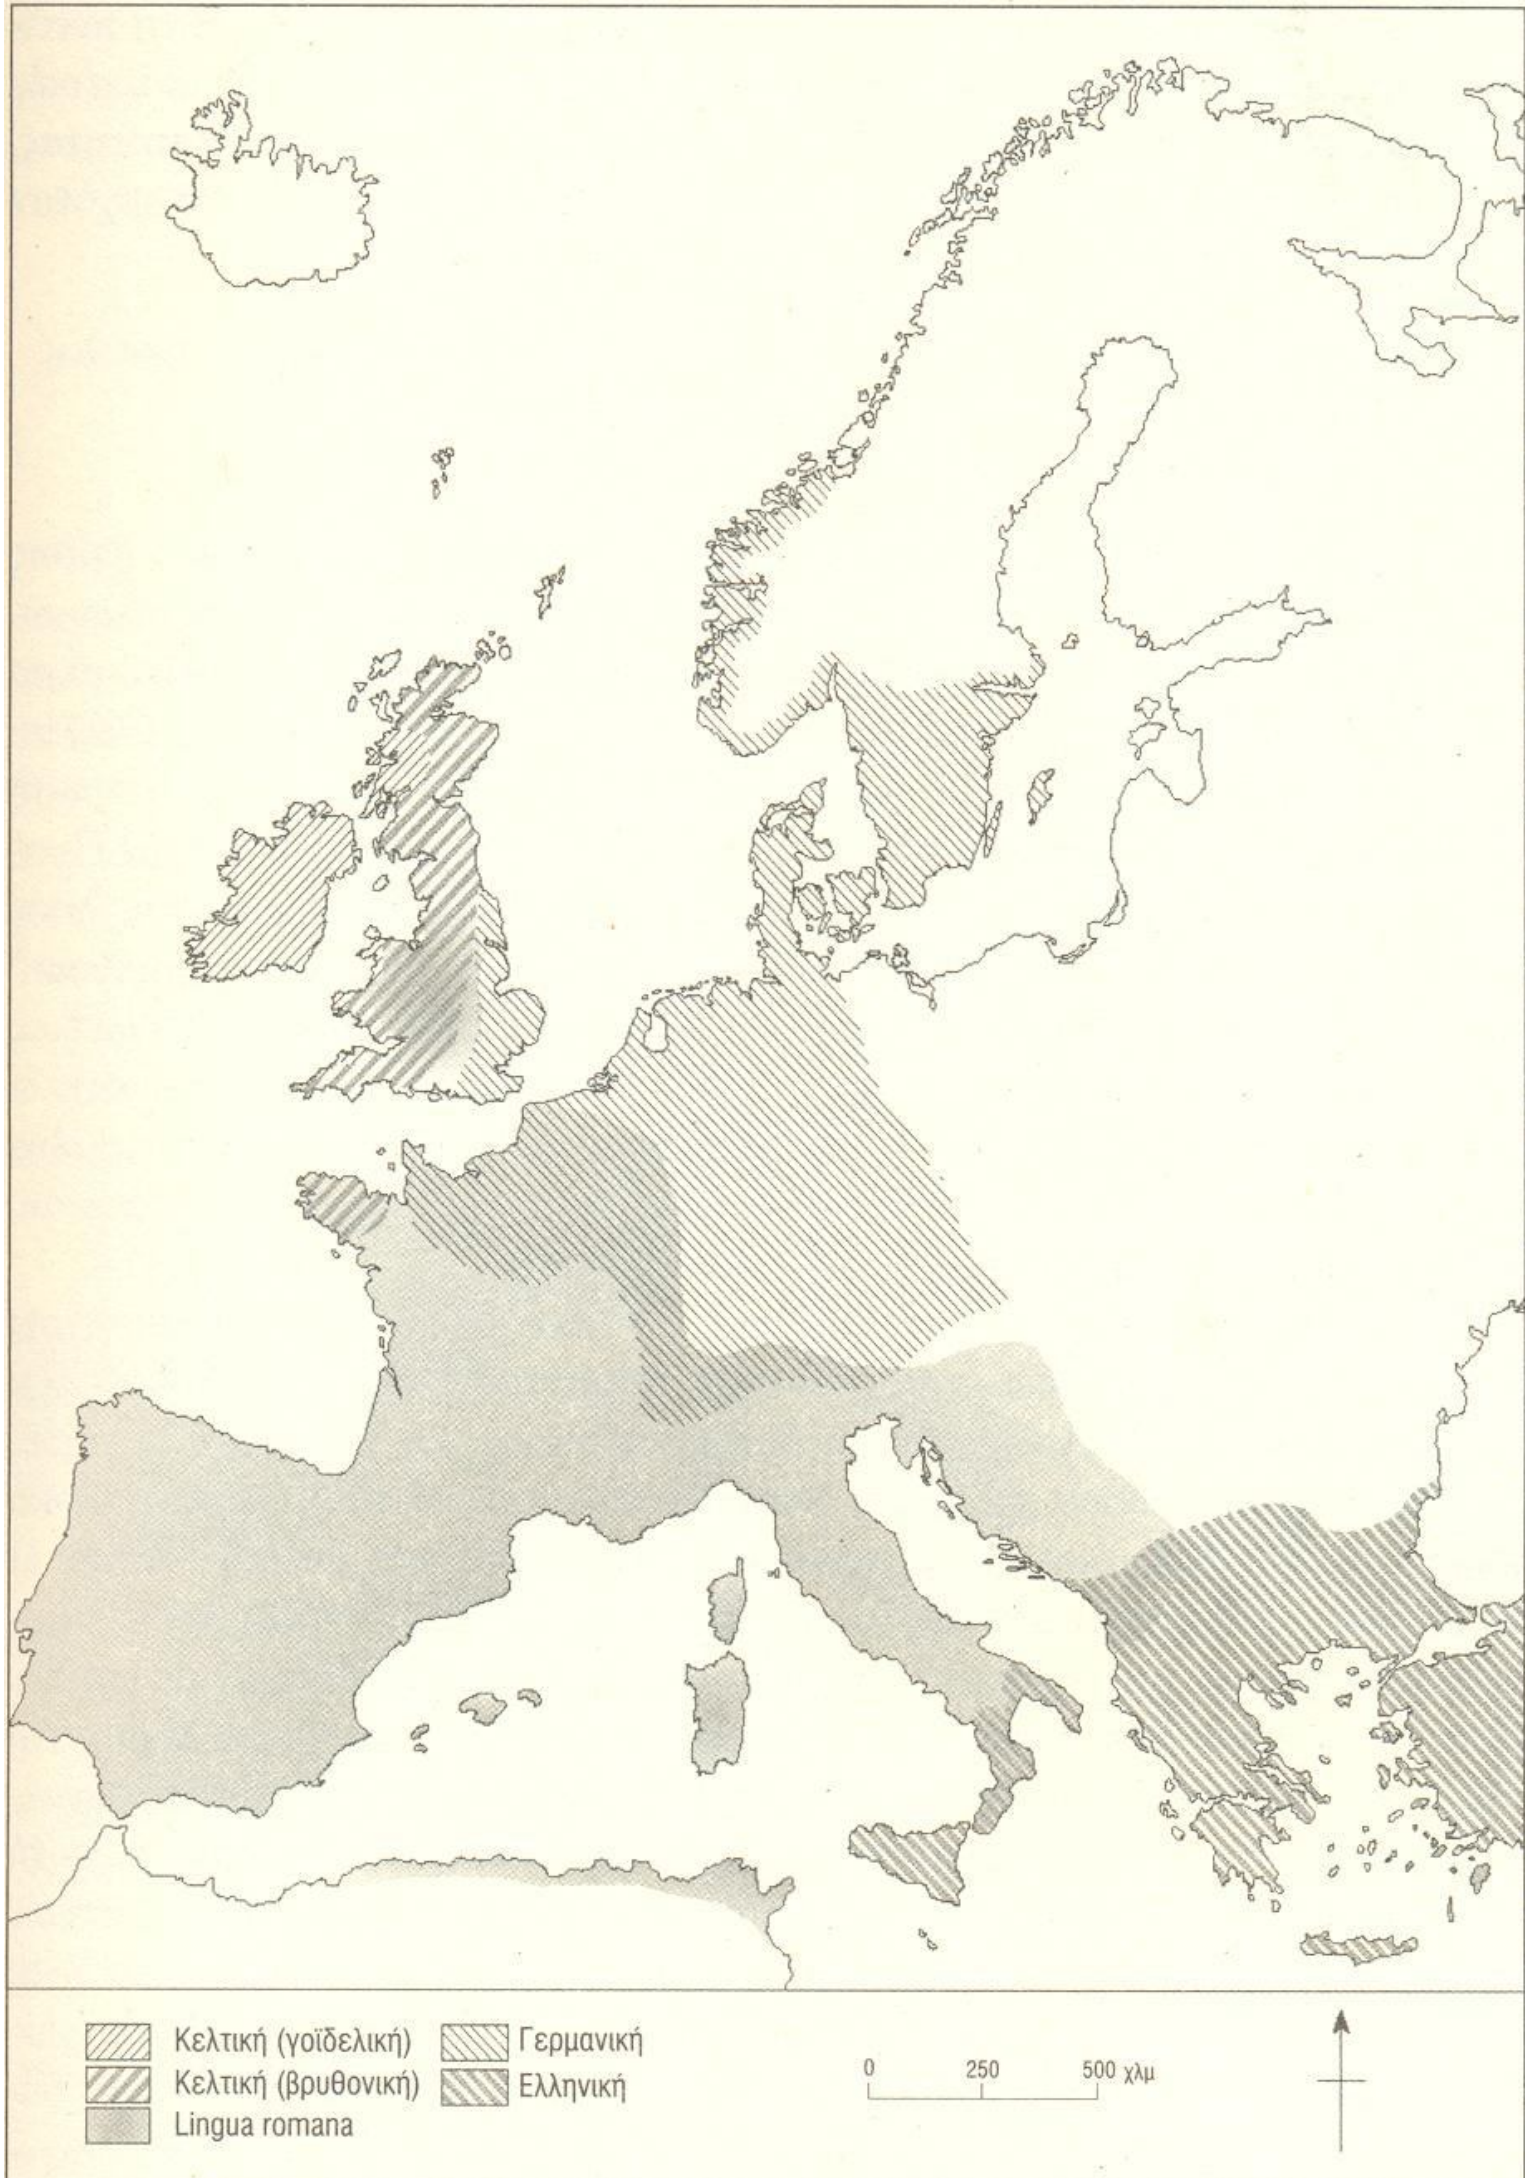 Κελτική (γοϊδελική)
Κελτική (βρυθονική)
Lingua romana
Γερμανική
Ελληνική
0 250 500 χλμ